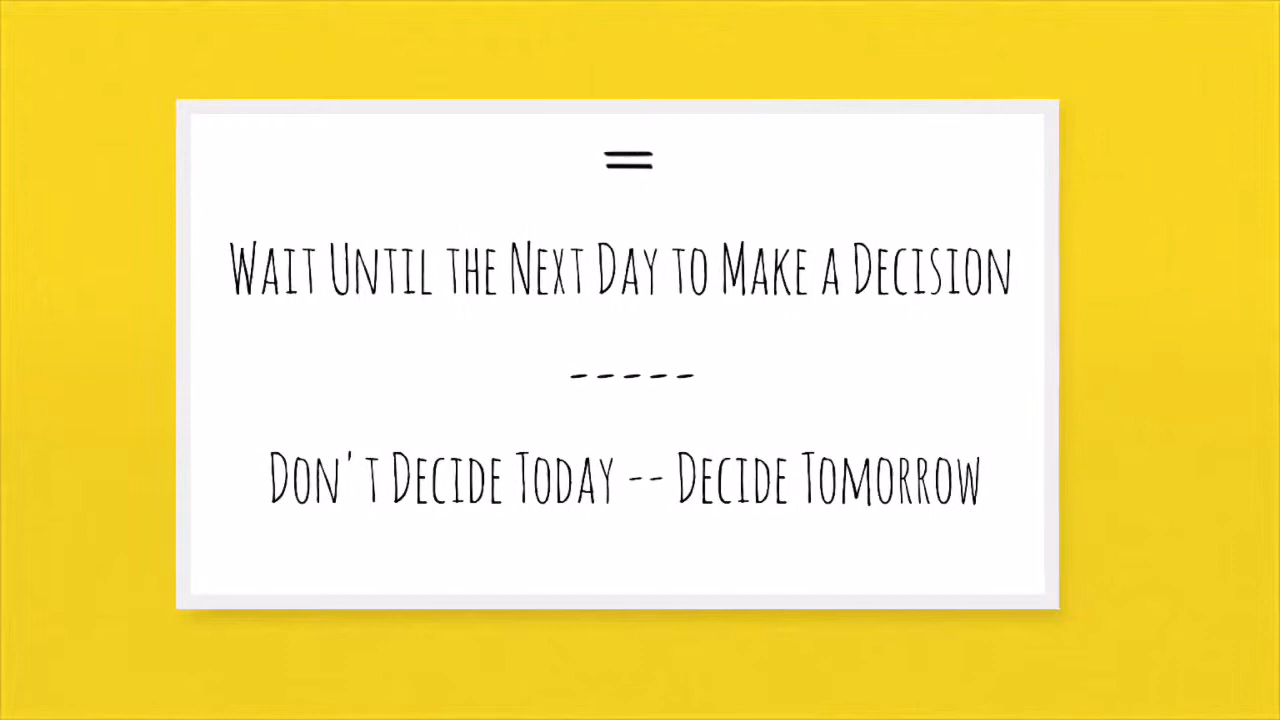 =
Wait Until the Next Day to Make a Decision
-----
Don't Decide Today -- Decide Tomorrow